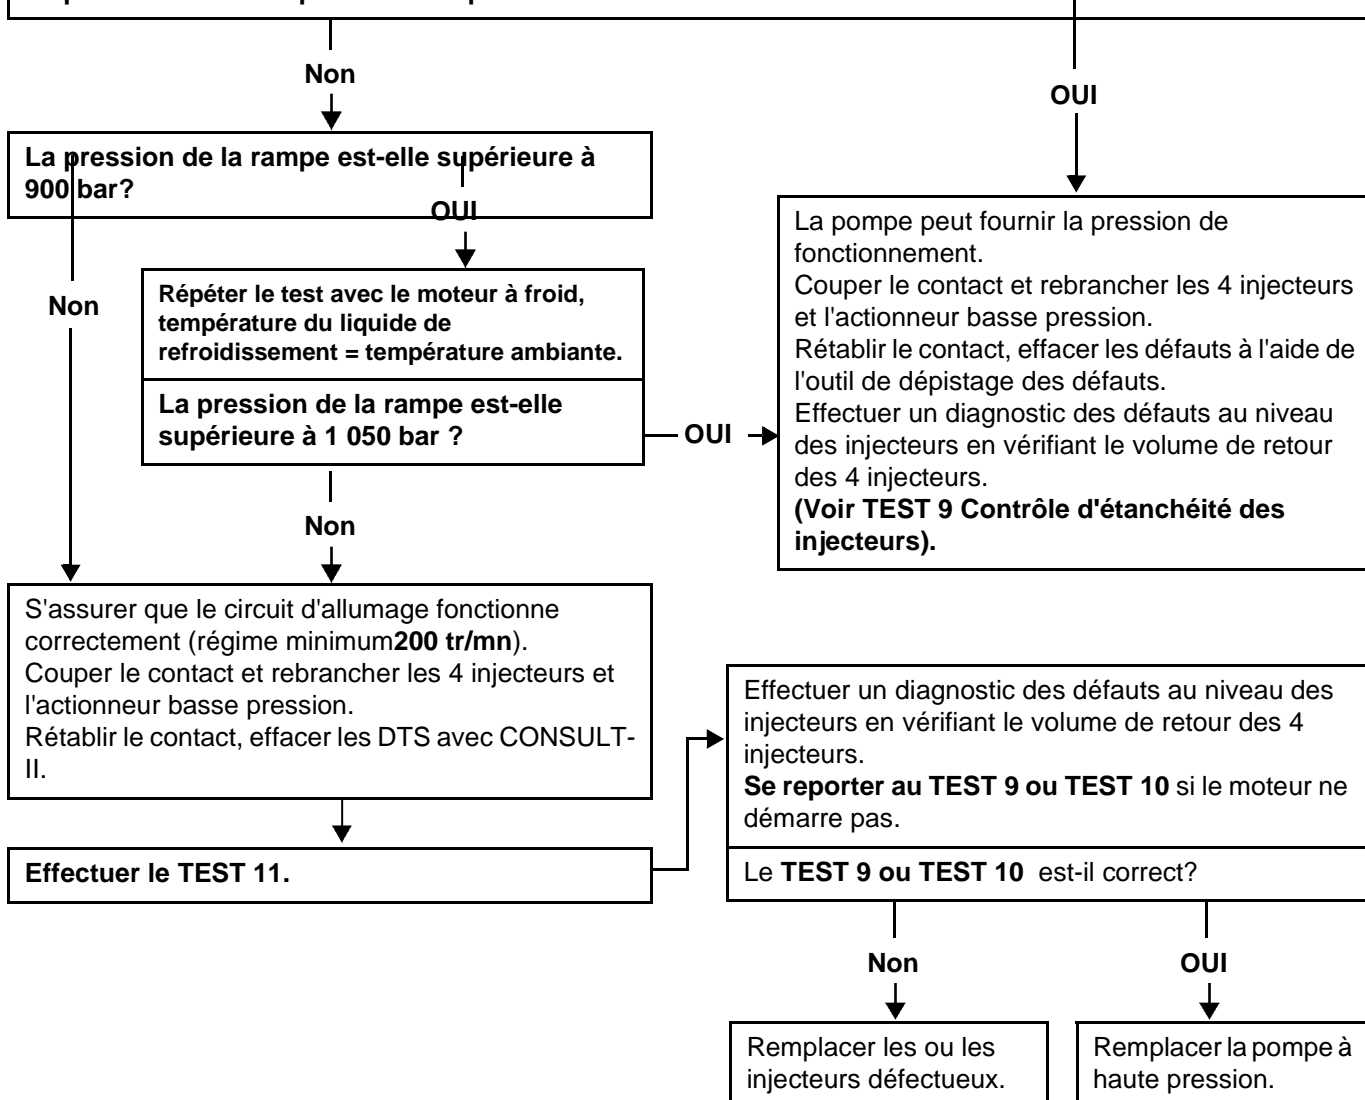 Non
OUI
La pression de la rampe est-elle supérieure à
900 bar?
OUI
Non
Répéter le test avec le moteur à froid,
température du liquide de
refroidissement = température ambiante.
La pression de la rampe est-elle
supérieure à 1 050 bar ?
OUI
La pompe peut fournir la pression de
fonctionnement.
Couper le contact et rebrancher les 4 injecteurs
et l'actionneur basse pression.
Rétablir le contact, effacer les défauts à l'aide de
l'outil de dépistage des défauts.
Effectuer un diagnostic des défauts au niveau
des injecteurs en vérifiant le volume de retour
des 4 injecteurs.
(Voir TEST 9 Contrôle d'étanchéité des
injecteurs).
Non
S'assurer que le circuit d'allumage fonctionne
correctement (régime minimum200 tr/mn).
Couper le contact et rebrancher les 4 injecteurs et
l'actionneur basse pression.
Rétablir le contact, effacer les DTS avec CONSULT-
II.
Effectuer le TEST 11.
Effectuer un diagnostic des défauts au niveau des
injecteurs en vérifiant le volume de retour des 4
injecteurs.
Se reporter au TEST 9 ou TEST 10 si le moteur ne
démarre pas.
Le TEST 9 ou TEST 10 est-il correct?
Non
OUI
Remplacer les ou les
injecteurs défectueux.
Remplacer la pompe à
haute pression.